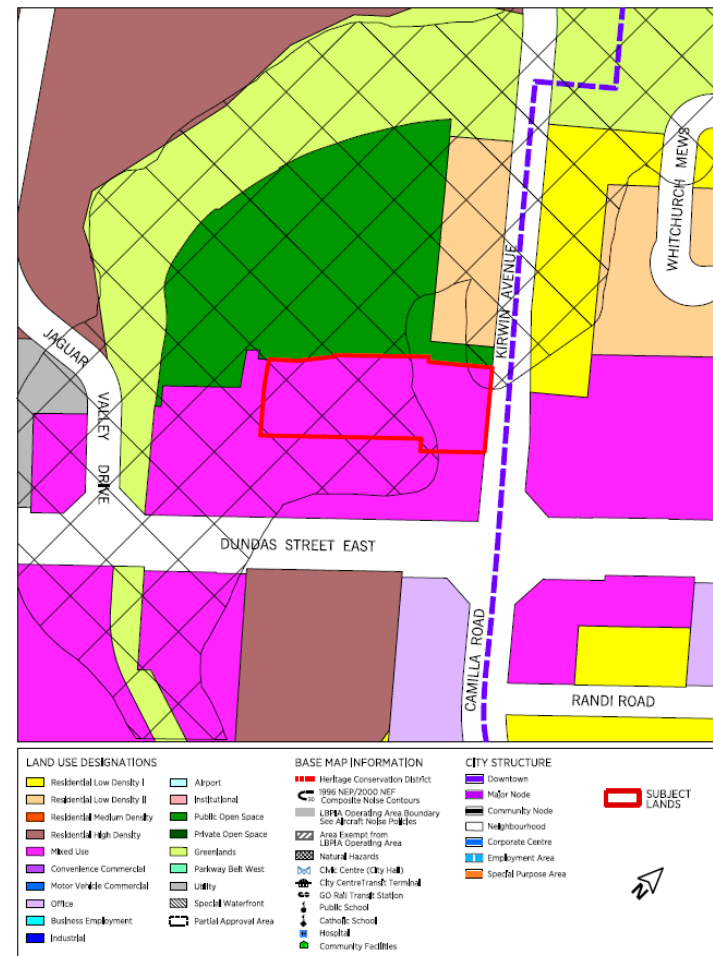 WHITCHURCH MEWS
KIRWIN AVENUE
JAGUAR
VALLEY DRIVE
DUNDAS STREET EAST
CAMILLA ROAD
RANDI ROAD
LAND USE DESIGNATIONS
Residential Low Density I
Residential Low Density II
Residential Medium Density
Residential High Density
Mixed Use
Convenience Commercial
Motor Vehicle Commercial
Office
Business Employment
Industrial
Airport
Institutional
Public Open Space
Private Open Space
Greenlands
Parkway Belt West
Utility
Special Waterfront
Partial Approval Area
BASE MAP INFORMATION
Heritage Conservation District
1996 NEP/2000 NEF
Composite Noise Contours
30
LBPIA Operating Area Boundary
See Aircraft Noise Policies
Area Exempt from
LBPIA Operating Area
Natural Hazards
Civic Centre (City Hall)
City Centre Transit Terminal
GO Rail Transit Station
Public School
Catholic School
Hospital
Community Facilities
CITY STRUCTURE
Downtown
Major Node
Community Node
Neighbourhood
Corporate Centre
Employment Area
Special Purpose Area
SUBJECT
LANDS
N